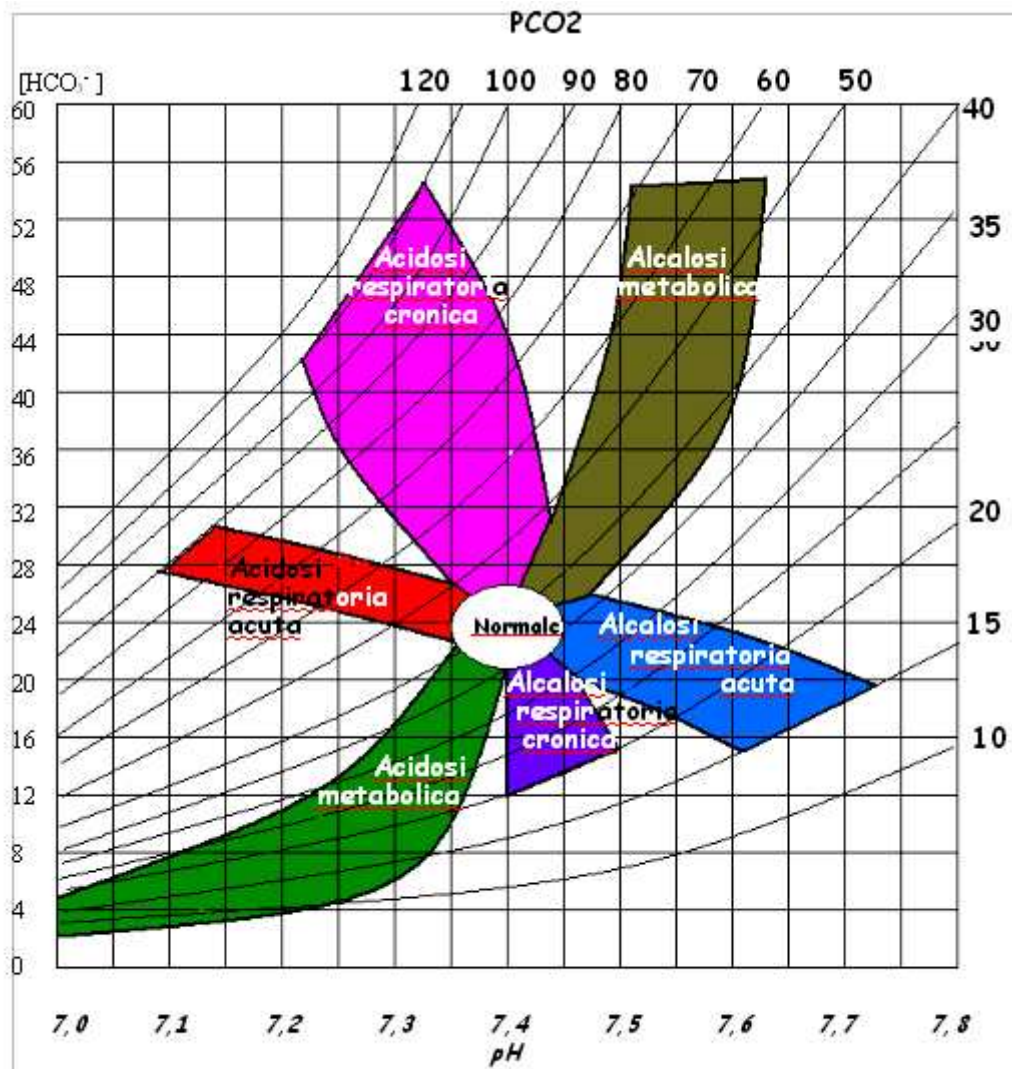 PCO2
[HCO₃⁻] 120 100 90 80 70 60 50
60 40
56
52 35
48
44 30
30
40
36
32 20
28
24 15
20
16 10
12
8
4
0
Acidosi
respiratoria
cronica
Alcalosi
metabolica
Acidosi
respiratoria
acuta
Normale
Alcalosi
respiratoria
acuta
Alcalosi
respiratoria
cronica
Acidosi
metabolica
7,0 7,1 7,2 7,3 7,4 7,5 7,6 7,7 7,8
pH